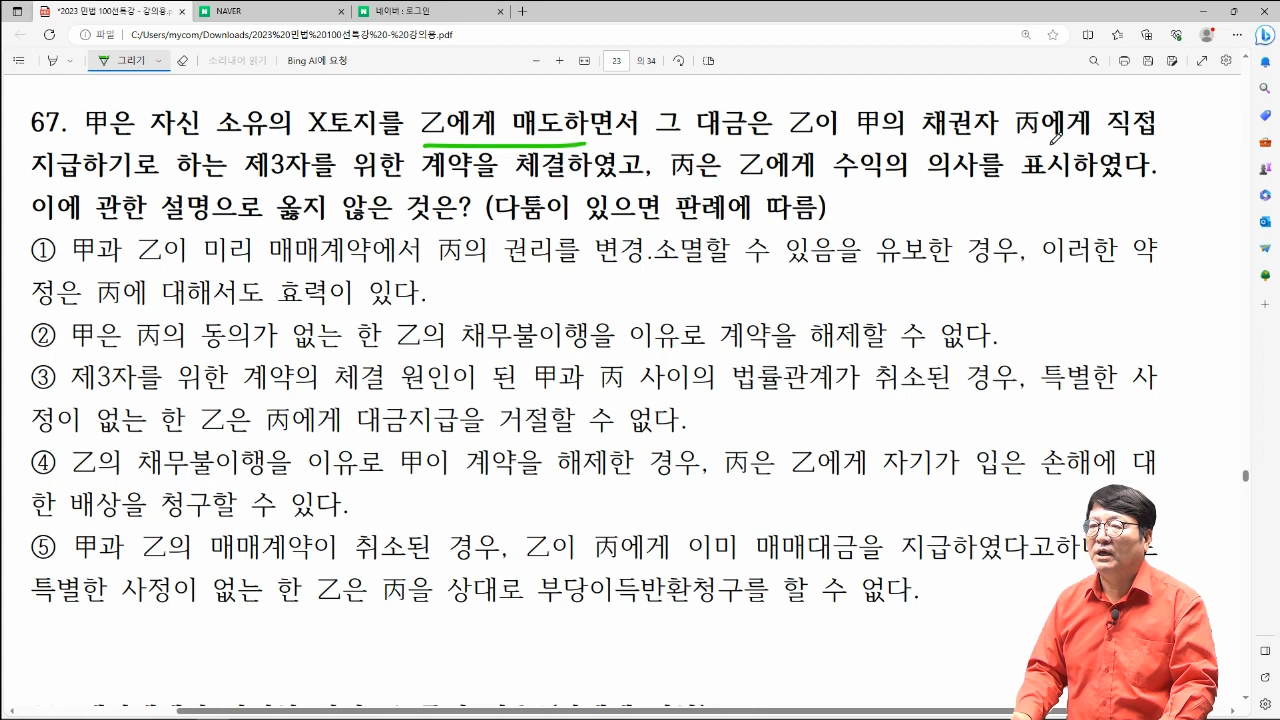 *2023 민법 100선특강 - 강의용.p
NAVER
네이버 : 로그인
파일
C:/Users/mycom/Downloads/2023%20민법%20100선특강%20-%20강의용.pdf
그리기
소리내어 읽기
Bing AI에 요청
23
의 34
67. 甲은 자신 소유의 X토지를 乙에게 매도하면서 그 대금은 乙이 甲의 채권자 丙에게 직접
지급하기로 하는 제3자를 위한 계약을 체결하였고, 丙은 乙에게 수익의 의사를 표시하였다.
이에 관한 설명으로 옳지 않은 것은? (다툼이 있으면 판례에 따름)
① 甲과 乙이 미리 매매계약에서 丙의 권리를 변경.소멸할 수 있음을 유보한 경우, 이러한 약
정은 丙에 대해서도 효력이 있다.
② 甲은 丙의 동의가 없는 한 乙의 채무불이행을 이유로 계약을 해제할 수 없다.
③ 제3자를 위한 계약의 체결 원인이 된 甲과 丙 사이의 법률관계가 취소된 경우, 특별한 사
정이 없는 한 乙은 丙에게 대금지급을 거절할 수 없다.
④ 乙의 채무불이행을 이유로 甲이 계약을 해제한 경우, 丙은 乙에게 자기가 입은 손해에 대
한 배상을 청구할 수 있다.
⑤ 甲과 乙의 매매계약이 취소된 경우, 乙이 丙에게 이미 매매대금을 지급하였다고
특별한 사정이 없는 한 乙은 丙을 상대로 부당이득반환청구를 할 수 없다.